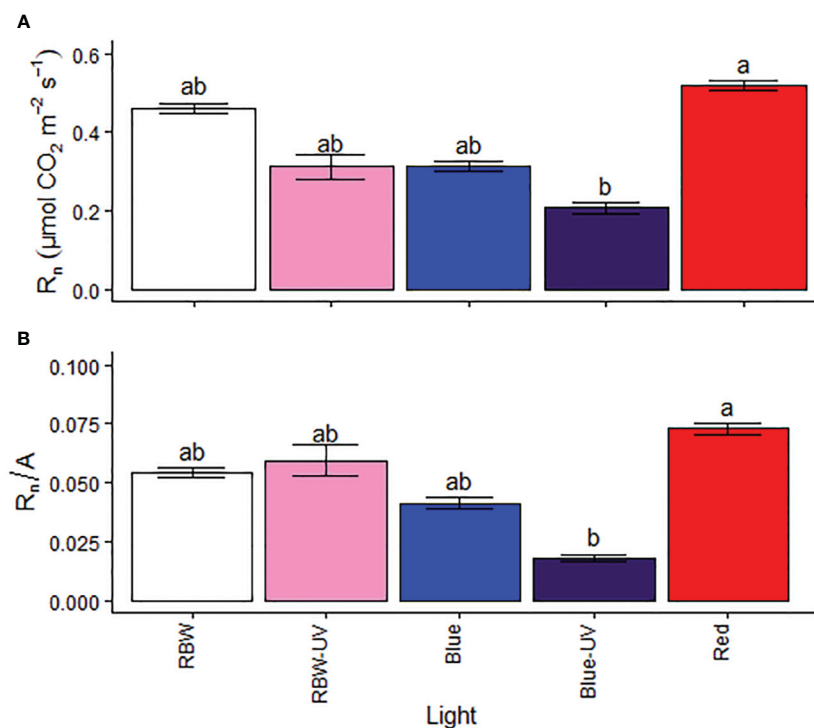 A
Rₙ (µmol CO₂ m⁻² s⁻¹)
0.6
0.4
0.2
0.0
ab
ab
ab
b
a
B
Rₙ/A
0.100
0.075
0.050
0.025
0.000
ab
ab
ab
b
a
RBW
RBW-UV
Blue
Blue-UV
Red
Light